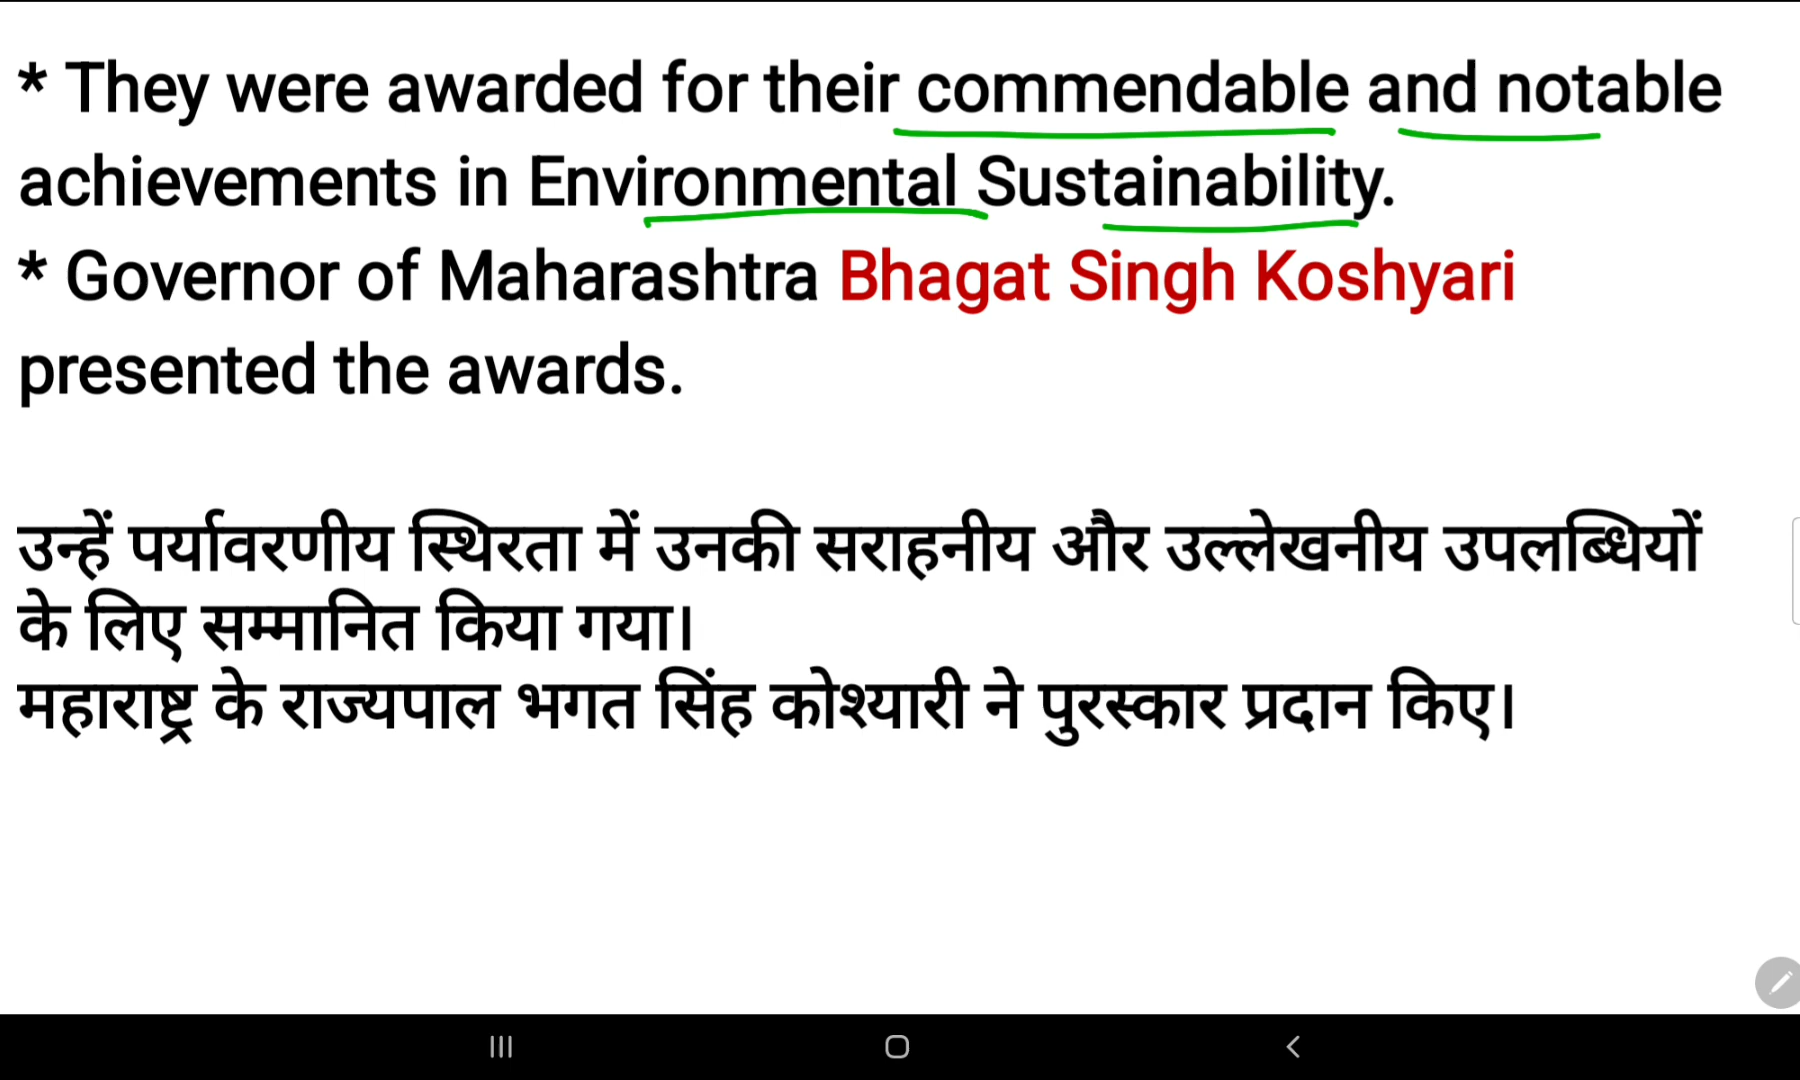 * They were awarded for their commendable and notable
achievements in Environmental Sustainability.
* Governor of Maharashtra Bhagat Singh Koshyari
presented the awards.
उन्हें पर्यावरणीय स्थिरता में उनकी सराहनीय और उल्लेखनीय उपलब्धियों
के लिए सम्मानित किया गया।
महाराष्ट्र के राज्यपाल भगत सिंह कोश्यारी ने पुरस्कार प्रदान किए।